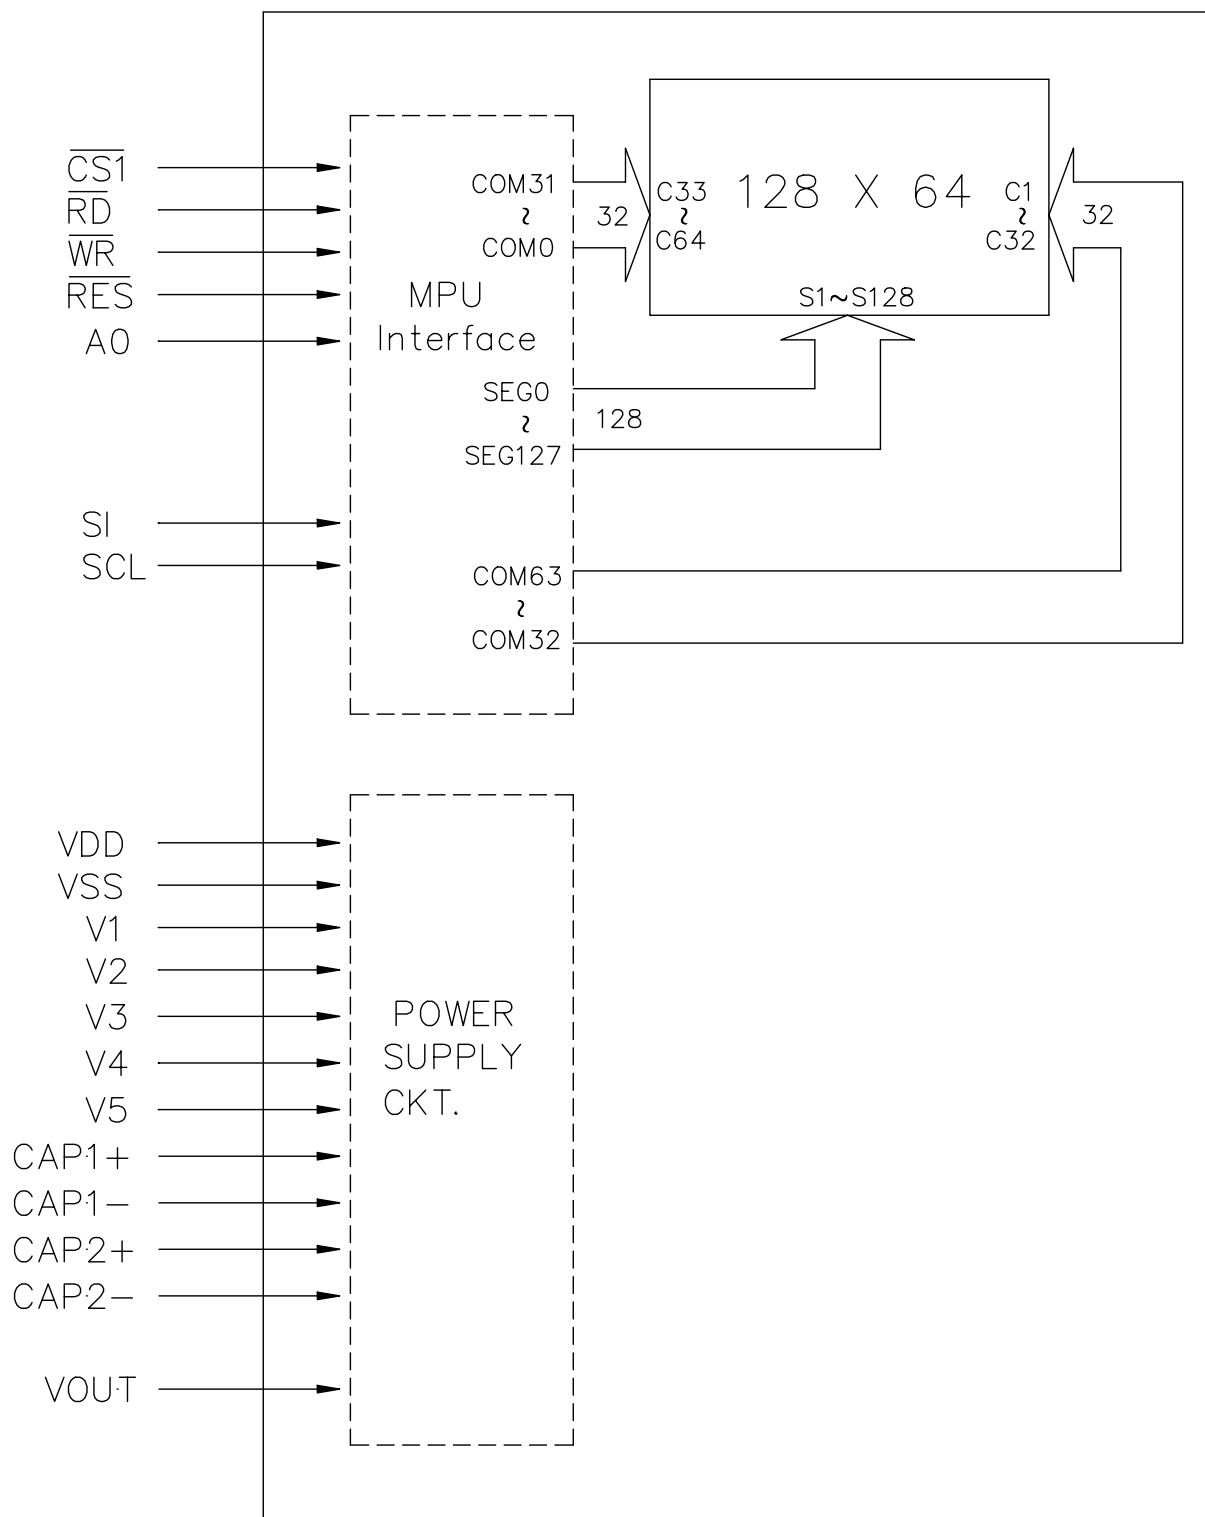 CS1
RD
WR
RES
A0
SI
SCL
COM31
~
COM0
MPU
Interface
SEG0
~
SEG127
COM63
~
COM32
32
128
C33
~
C64
128 X 64
C1
~
C32
S1~S128
32
VDD
VSS
V1
V2
V3
V4
V5
CAP1+
CAP1-
CAP2+
CAP2-
VOUT
POWER
SUPPLY
CKT.